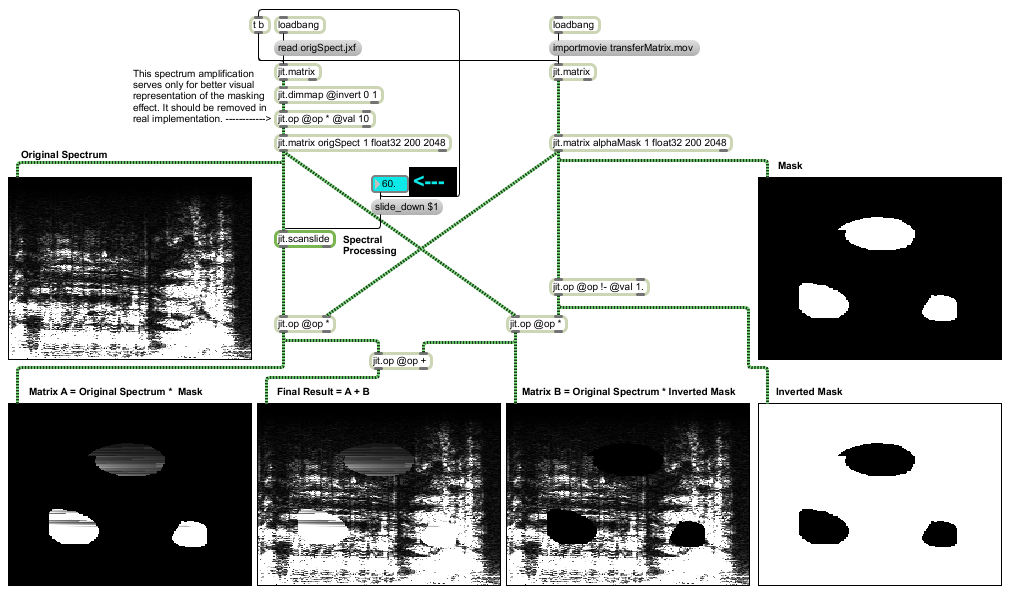 t b
loadbang
loadbang
read origSpect.jxf
importmovie transferMatrix.mov
jit.matrix
jit.matrix
This spectrum amplification
serves only for better visual
representation of the masking
effect. It should be removed in
real implementation. ------------>
jit.dimmap @invert 0 1
jit.op @op * @val 10
jit.matrix origSpect 1 float32 200 2048
jit.matrix alphaMask 1 float32 200 2048
Original Spectrum
Mask
60.
<---
slide_down $1
jit.scanslide
Spectral
Processing
jit.op @op !- @val 1.
jit.op @op *
jit.op @op *
jit.op @op +
Matrix A = Original Spectrum * Mask
Final Result = A + B
Matrix B = Original Spectrum * Inverted Mask
Inverted Mask